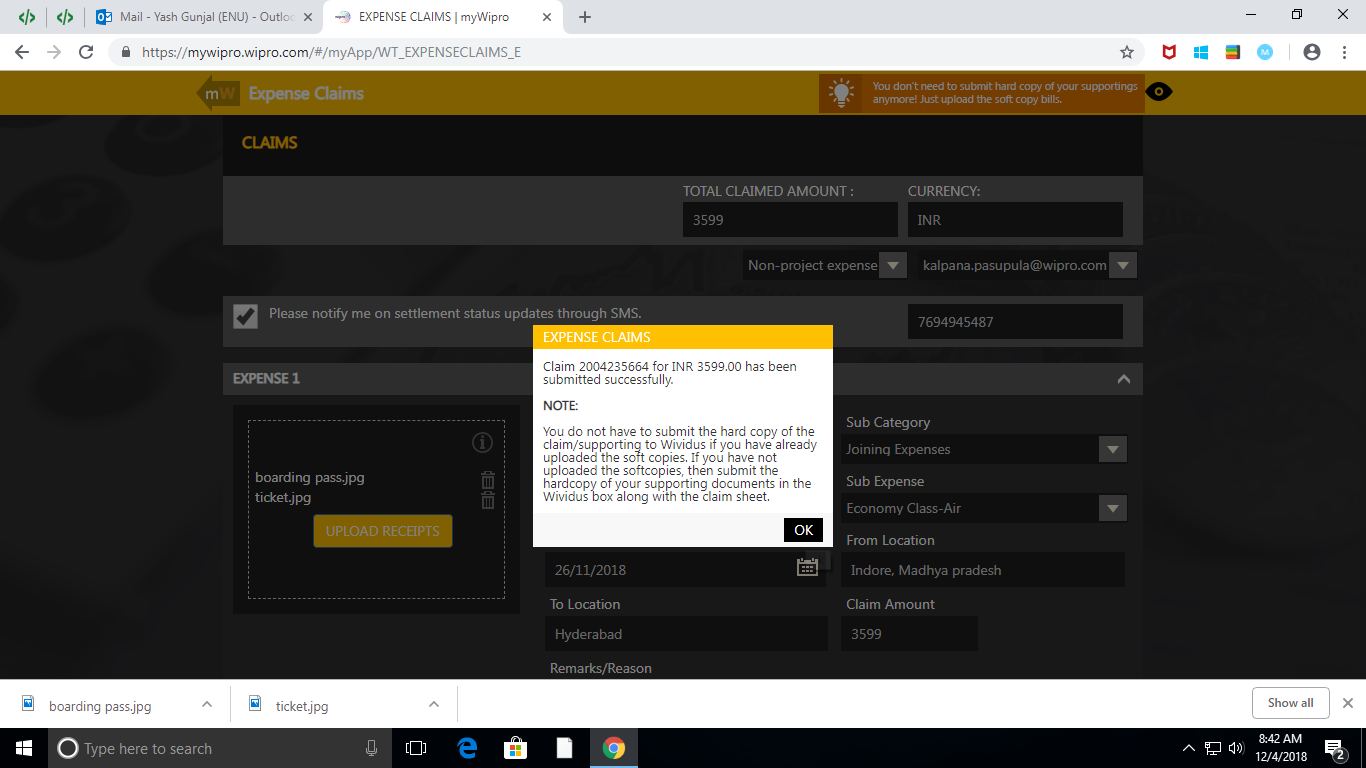 Mail - Yash Gunjal (ENU) - Outloo
EXPENSE CLAIMS | myWipro
https://mywipro.wipro.com/#/myApp/WT_EXPENSECLAIMS_E
mW Expense Claims
You don't need to submit hard copy of your supportings
anymore! Just upload the soft copy bills.
CLAIMS
TOTAL CLAIMED AMOUNT :
CURRENCY:
3599
INR
Non-project expense
kalpana.pasupula@wipro.com
Please notify me on settlement status updates through SMS.
7694945487
EXPENSE 1
boarding pass.jpg
ticket.jpg
UPLOAD RECEIPTS
EXPENSE CLAIMS
Claim 2004235664 for INR 3599.00 has been
submitted successfully.
NOTE:
You do not have to submit the hard copy of the
claim/supporting to Wividus if you have already
uploaded the soft copies. If you have not
uploaded the softcopies, then submit the
hardcopy of your supporting documents in the
Wividus box along with the claim sheet.
OK
Sub Category
Joining Expenses
Sub Expense
Economy Class-Air
From Location
26/11/2018
Indore, Madhya pradesh
To Location
Claim Amount
Hyderabad
3599
Remarks/Reason
boarding pass.jpg
ticket.jpg
Show all
Type here to search
8:42 AM
12/4/2018
2